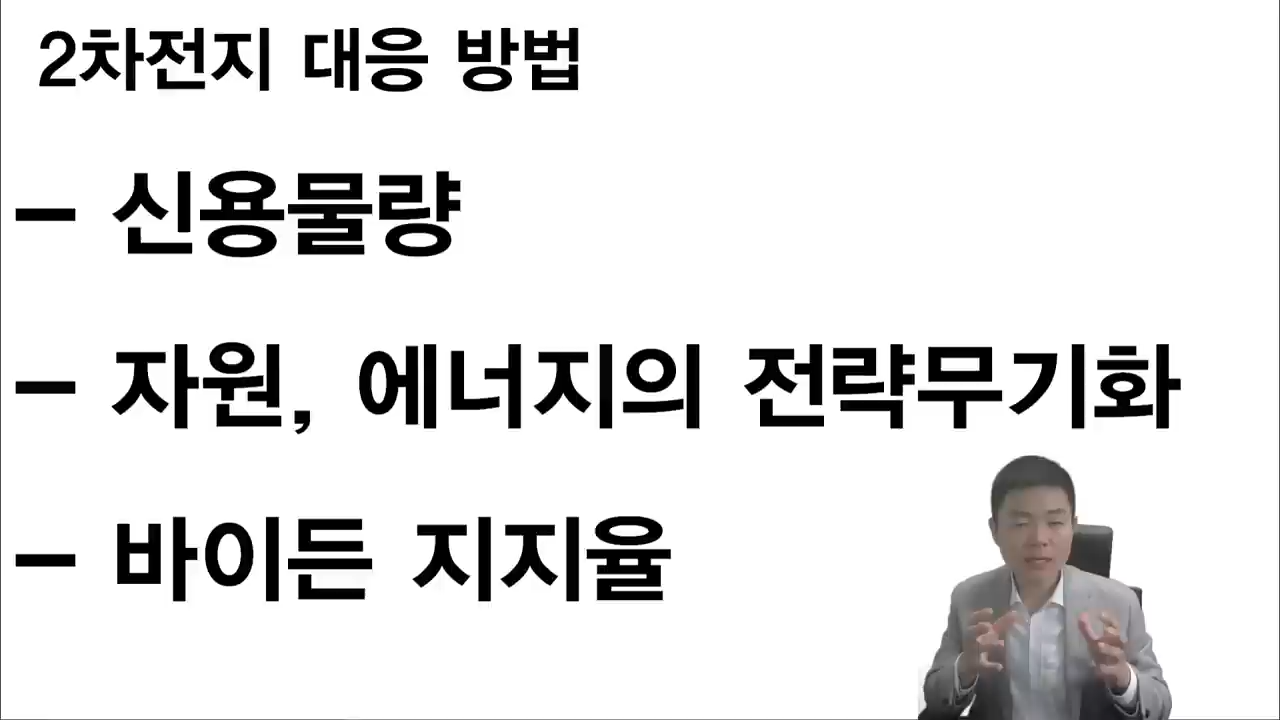 2차전지 대응 방법
- 신용물량
- 자원, 에너지의 전략무기화
- 바이든 지지율